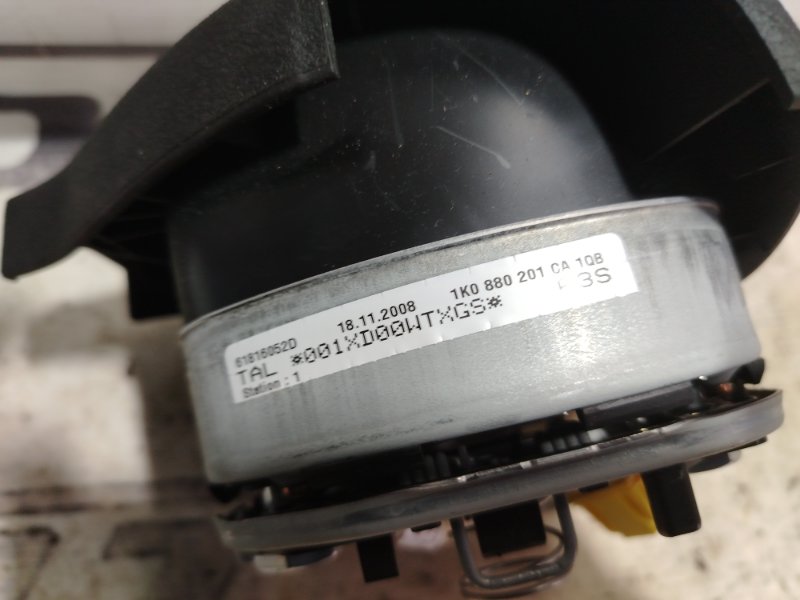 61816052D 18.11.2008 1K0 880 201 CA 1QB
TAL *001XD00WTXGS*
Station : 1